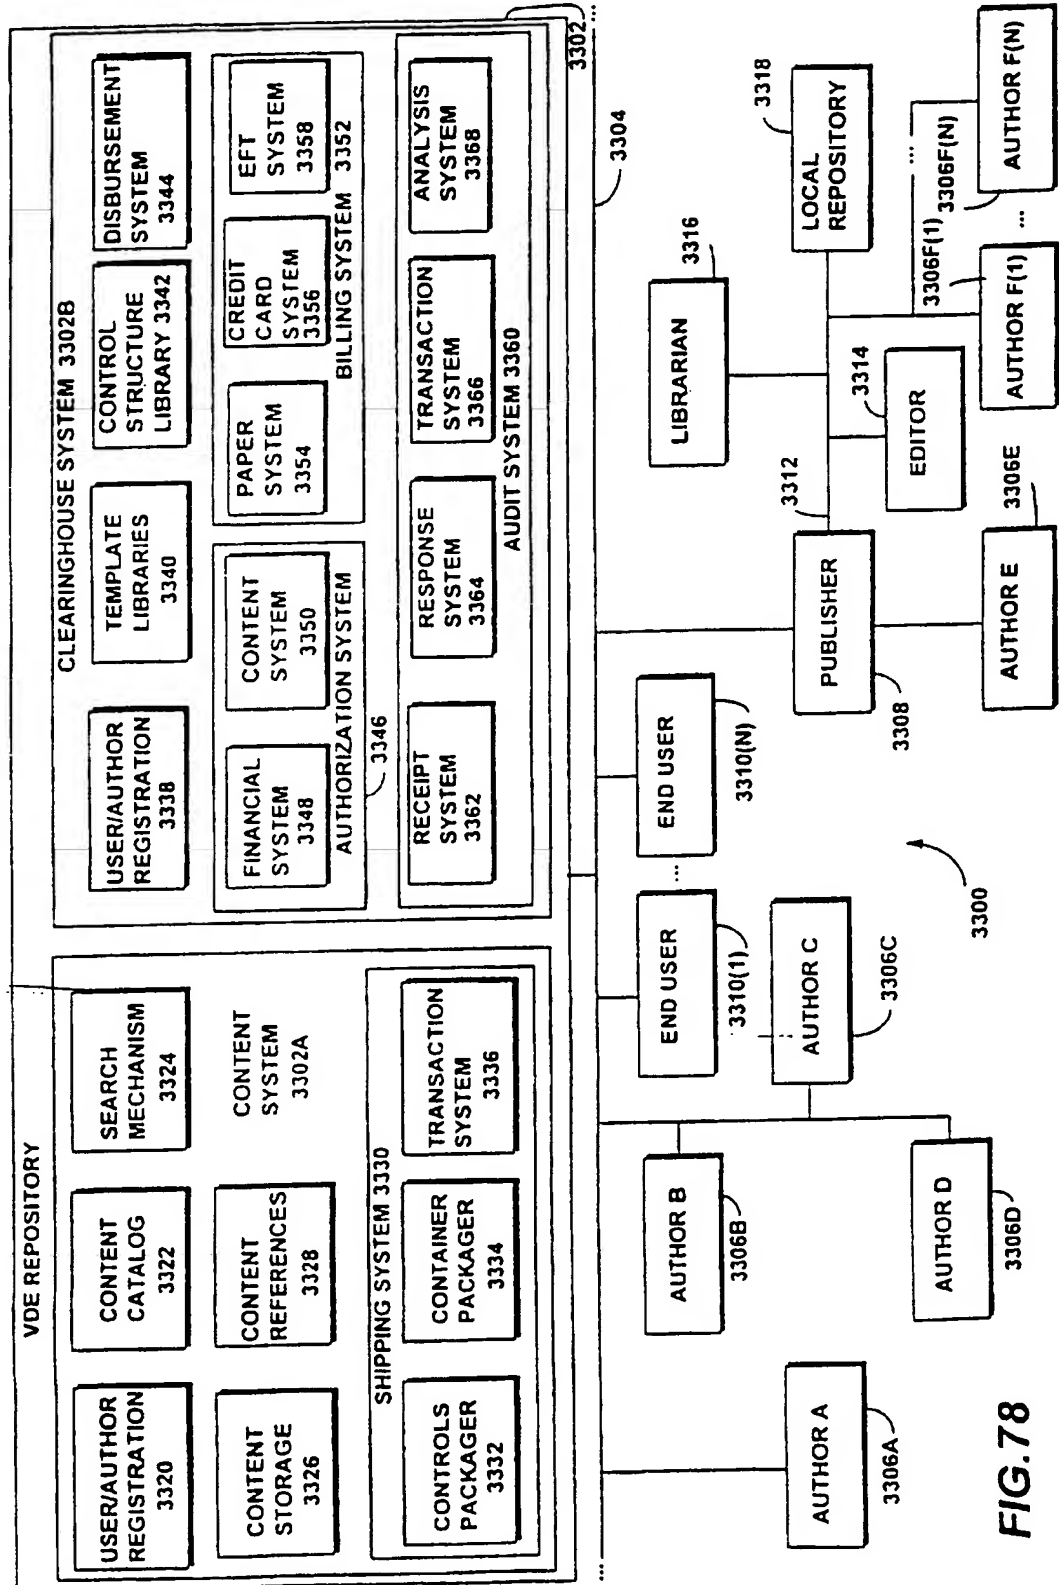 VDE REPOSITORY
USER/AUTHOR
REGISTRATION
3320
CONTENT
CATALOG
3322
SEARCH
MECHANISM
3324
CONTENT
STORAGE
3326
CONTENT
REFERENCES
3328
CONTENT
SYSTEM
3302A
SHIPPING SYSTEM 3330
CONTROLS
PACKAGER
3332
CONTAINER
PACKAGER
3334
TRANSACTION
SYSTEM
3336
CLEARINGHOUSE SYSTEM 3302B
USER/AUTHOR
REGISTRATION
3338
TEMPLATE
LIBRARIES
3340
CONTROL
STRUCTURE
LIBRARY 3342
DISBURSEMENT
SYSTEM
3344
FINANCIAL
SYSTEM
3348
CONTENT
SYSTEM
3350
AUTHORIZATION SYSTEM
3346
PAPER
SYSTEM
3354
CREDIT
CARD
SYSTEM
3356
EFT
SYSTEM
3358
BILLING SYSTEM 3352
RECEIPT
SYSTEM
3362
RESPONSE
SYSTEM
3364
TRANSACTION
SYSTEM
3366
ANALYSIS
SYSTEM
3368
AUDIT SYSTEM 3360
3302
...
...
3304
AUTHOR A
3306A
AUTHOR B
3306B
AUTHOR C
3306C
AUTHOR D
3306D
END USER
3310(1)
...
END USER
3310(N)
PUBLISHER
3308
3312
LIBRARIAN
3316
LOCAL
REPOSITORY
3318
EDITOR
3314
AUTHOR E
3306E
AUTHOR F(1)
3306F(1)
...
...
AUTHOR F(N)
3306F(N)
3300
FIG.78